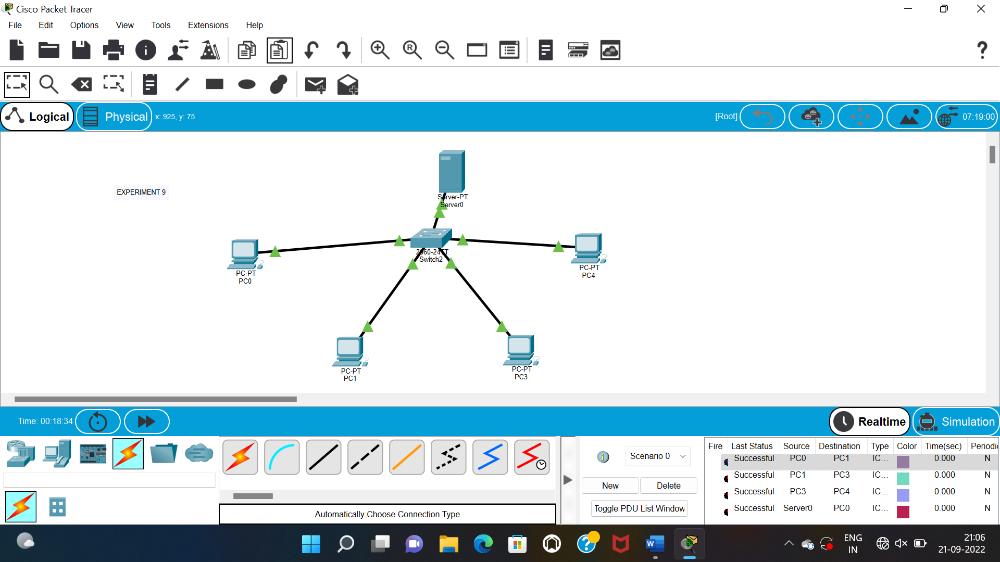 Cisco Packet Tracer
File Edit Options View Tools Extensions Help
Logical Physical x: 925, y: 75 [Root] 07:19:00
EXPERIMENT 9
Server-PT
Server0
2960-24TT
Switch2
PC-PT
PC0
PC-PT
PC4
PC-PT
PC1
PC-PT
PC3
Time: 00:18:34 Realtime Simulation
Scenario 0
New Delete
Toggle PDU List Window
Automatically Choose Connection Type
Fire Last Status Source Destination Type Color Time(sec) Periodic
Successful PC0 PC1 IC... 0.000 N
Successful PC1 PC3 IC... 0.000 N
Successful PC3 PC4 IC... 0.000 N
Successful Server0 PC0 IC... 0.000 N
ENG
IN
21:06
21-09-2022